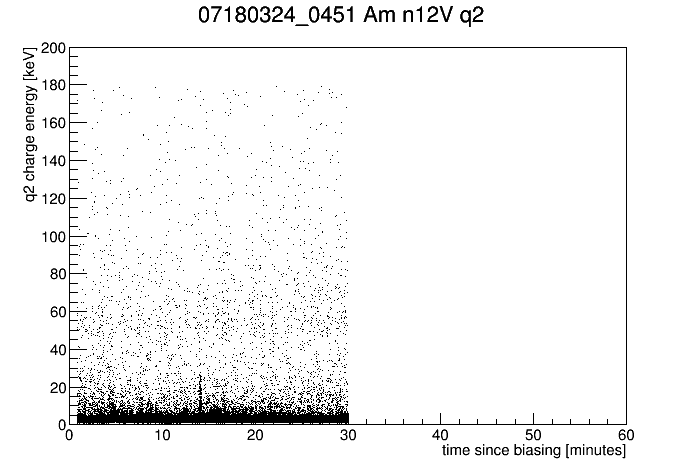 07180324_0451 Am n12V q2
q2 charge energy [keV]
200
180
160
140
120
100
80
60
40
20
0
0 10 20 30 40 50 60
time since biasing [minutes]